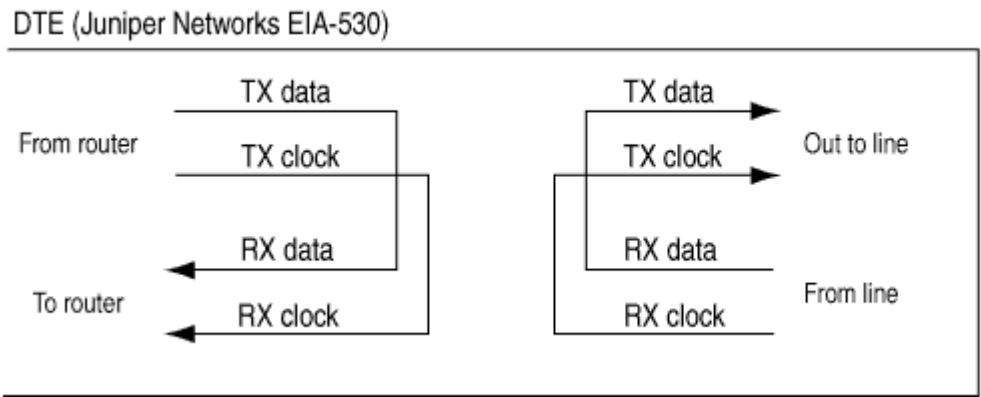 DTE (Juniper Networks EIA-530)
TX data
TX data
From router
Out to line
TX clock
TX clock
RX data
RX data
To router
From line
RX clock
RX clock